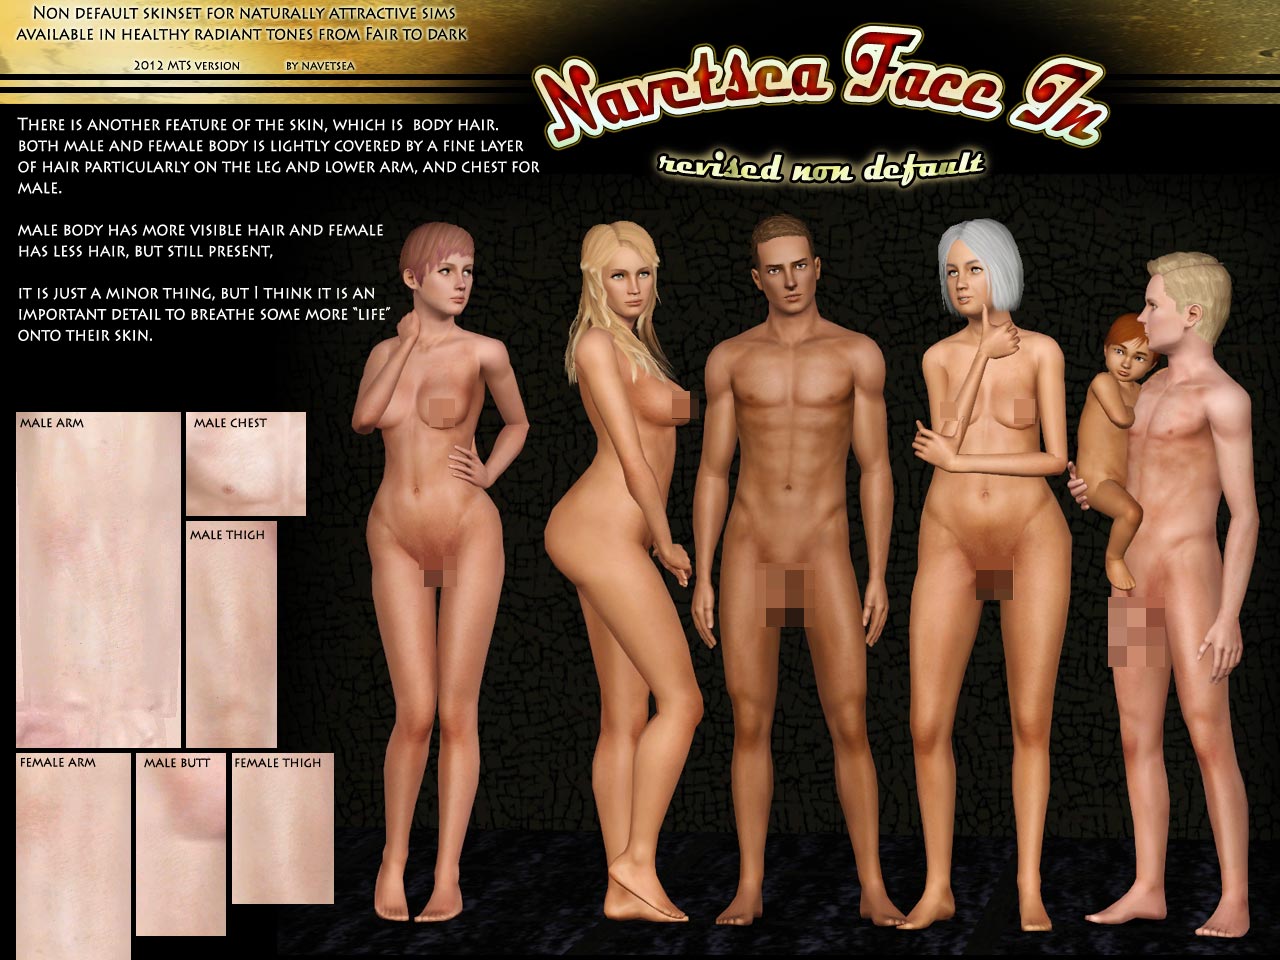 Non default skinset for naturally attractive sims
available in healthy radiant tones from Fair to dark
2012 MTS version by navetsea
Navetsea Face In
revised non default
There is another feature of the skin, which is body hair.
both male and female body is lightly covered by a fine layer
of hair particularly on the leg and lower arm, and chest for
male.
male body has more visible hair and female
has less hair, but still present,
it is just a minor thing, but I think it is an
important detail to breathe some more “life”
onto their skin.
male arm
male chest
male thigh
female arm
male butt
female thigh